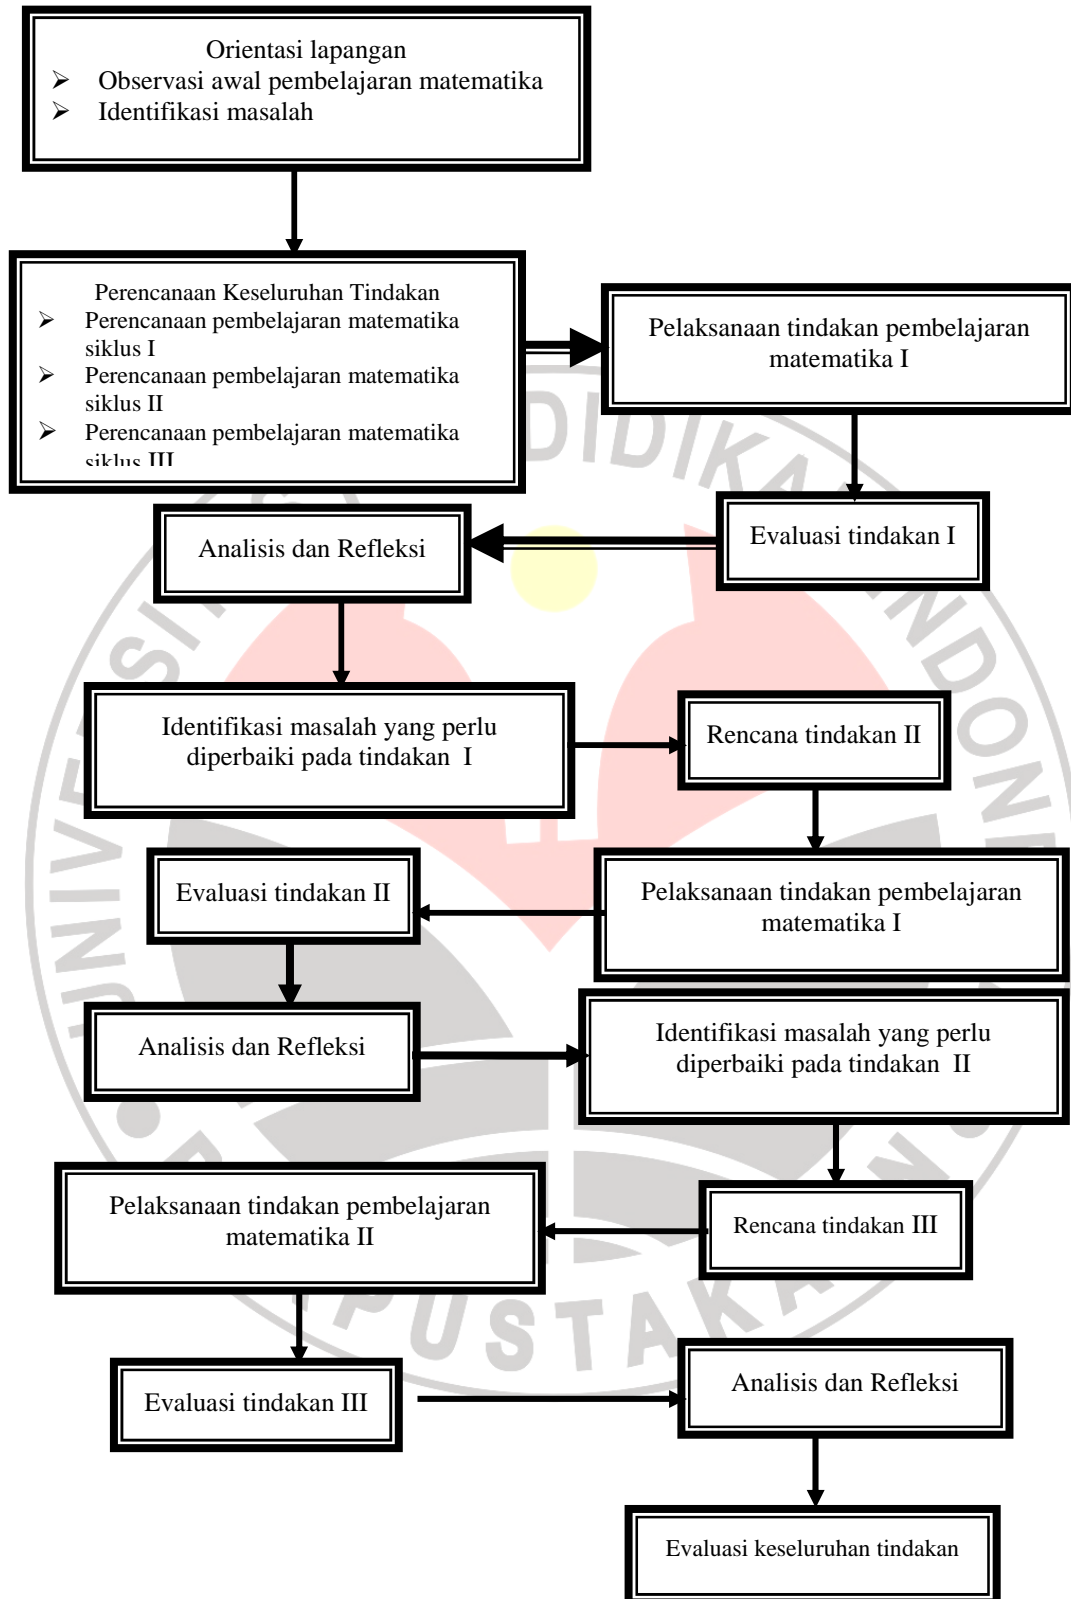 Orientasi lapangan
➢ Observasi awal pembelajaran matematika
➢ Identifikasi masalah
Perencanaan Keseluruhan Tindakan
➢ Perencanaan pembelajaran matematika
siklus I
➢ Perencanaan pembelajaran matematika
siklus II
➢ Perencanaan pembelajaran matematika
siklus III
Pelaksanaan tindakan pembelajaran
matematika I
Evaluasi tindakan I
Analisis dan Refleksi
Identifikasi masalah yang perlu
diperbaiki pada tindakan I
Rencana tindakan II
Pelaksanaan tindakan pembelajaran
matematika I
Evaluasi tindakan II
Analisis dan Refleksi
Identifikasi masalah yang perlu
diperbaiki pada tindakan II
Rencana tindakan III
Pelaksanaan tindakan pembelajaran
matematika II
Evaluasi tindakan III
Analisis dan Refleksi
Evaluasi keseluruhan tindakan